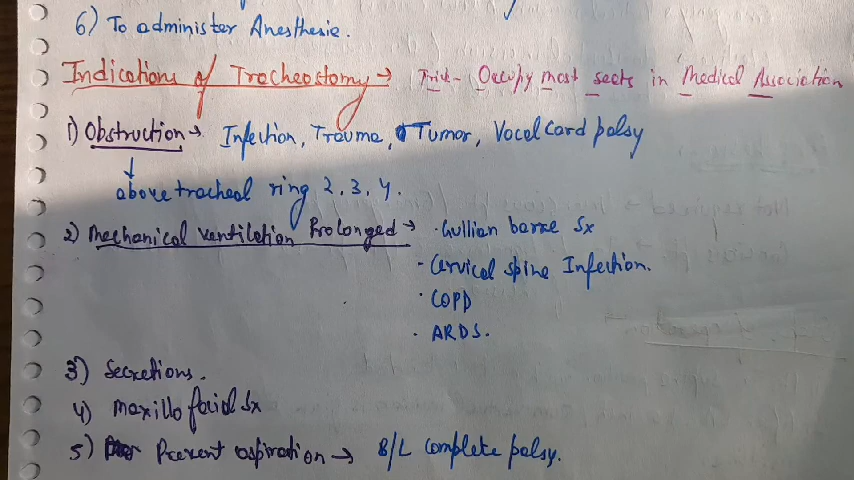 6) To administer Anesthesia.
Indications of Tracheostomy → Trick - Occupy most seets in Medical Association
1) Obstruction → Infection, Trauma, Tumor, Vocal Cord palsy
↓
above tracheal ring 2, 3, 4.
2) Mechanical ventilation Prolonged → · Gullian barre Sx
- Cervical spine Infection.
· COPD
· ARDS.
3) Secretions.
4) Maxillo facial Sx
5) Prevent aspiration → B/L complete palsy.